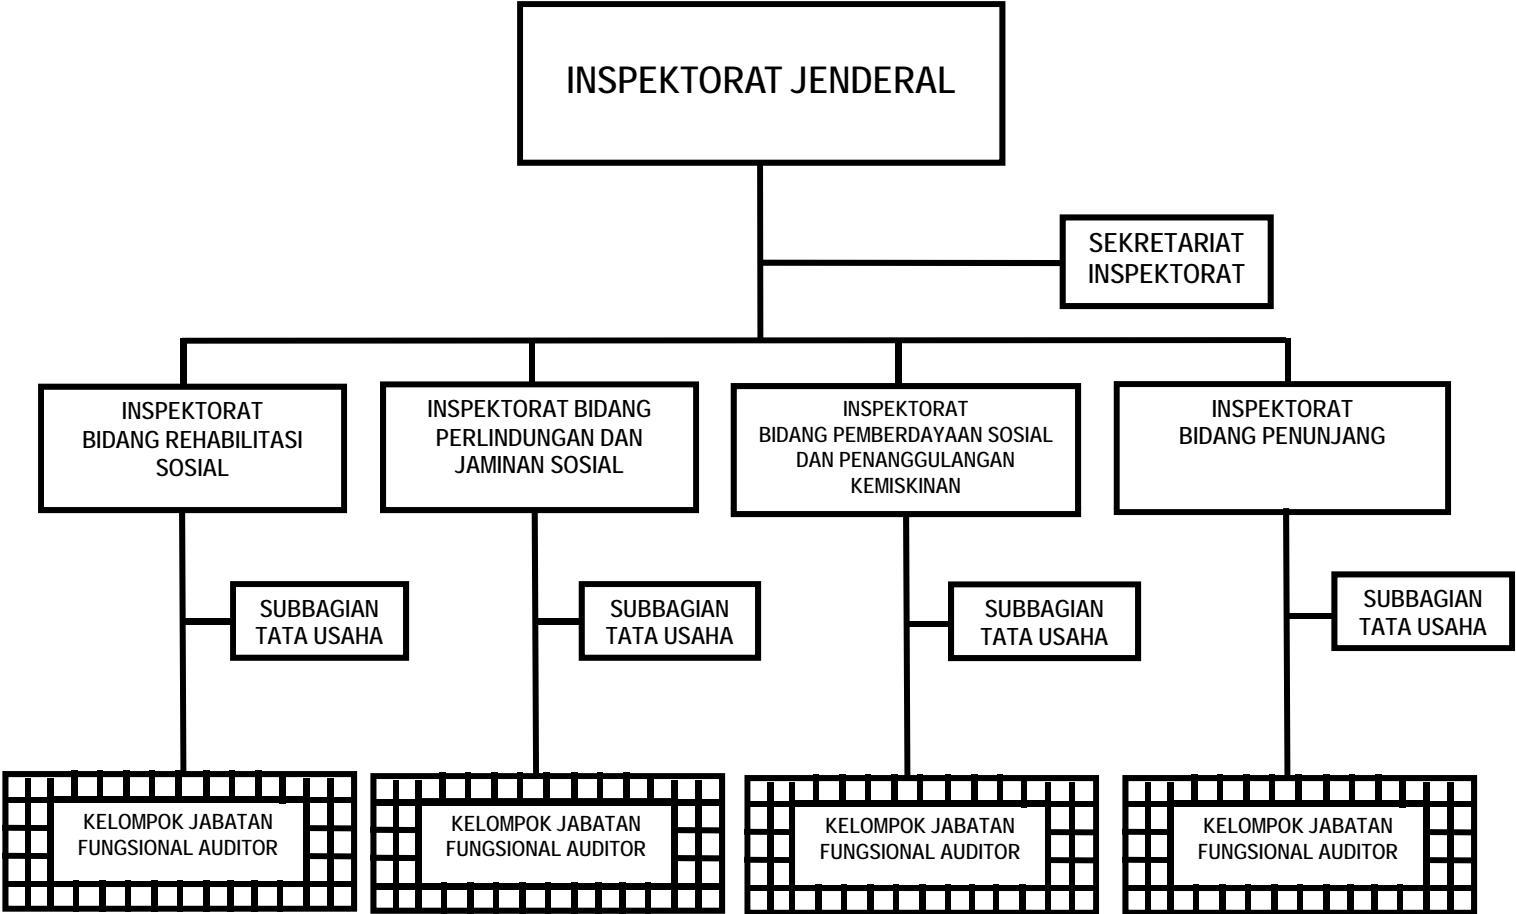 INSPEKTORAT JENDERAL
SEKRETARIAT
INSPEKTORAT
INSPEKTORAT
BIDANG REHABILITASI
SOSIAL
INSPEKTORAT BIDANG
PERLINDUNGAN DAN
JAMINAN SOSIAL
INSPEKTORAT
BIDANG PEMBERDAYAAN SOSIAL
DAN PENANGGULANGAN
KEMISKINAN
INSPEKTORAT
BIDANG PENUNJANG
SUBBAGIAN
TATA USAHA
SUBBAGIAN
TATA USAHA
SUBBAGIAN
TATA USAHA
SUBBAGIAN
TATA USAHA
KELOMPOK JABATAN
FUNGSIONAL AUDITOR
KELOMPOK JABATAN
FUNGSIONAL AUDITOR
KELOMPOK JABATAN
FUNGSIONAL AUDITOR
KELOMPOK JABATAN
FUNGSIONAL AUDITOR